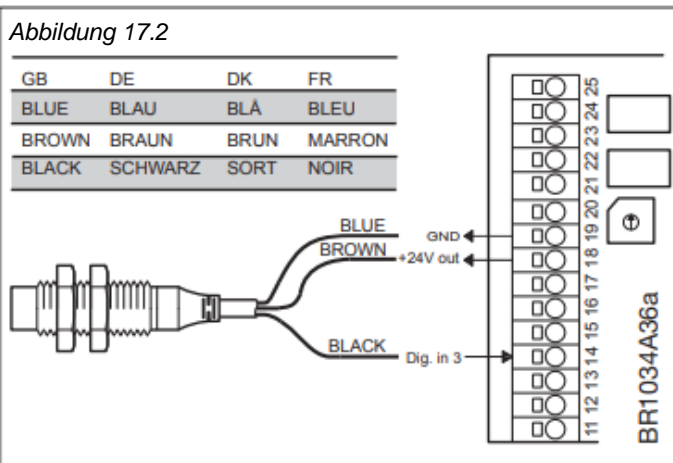 Abbildung 17.2
GB DE DK FR
BLUE BLAU BLÅ BLEU
BROWN BRAUN BRUN MARRON
BLACK SCHWARZ SORT NOIR
BLUE
BROWN
BLACK
GND
+24V out
Dig. in 3
25
24
23
22
21
20
19
18
17
16
15
14
13
12
11
BR1034A36a